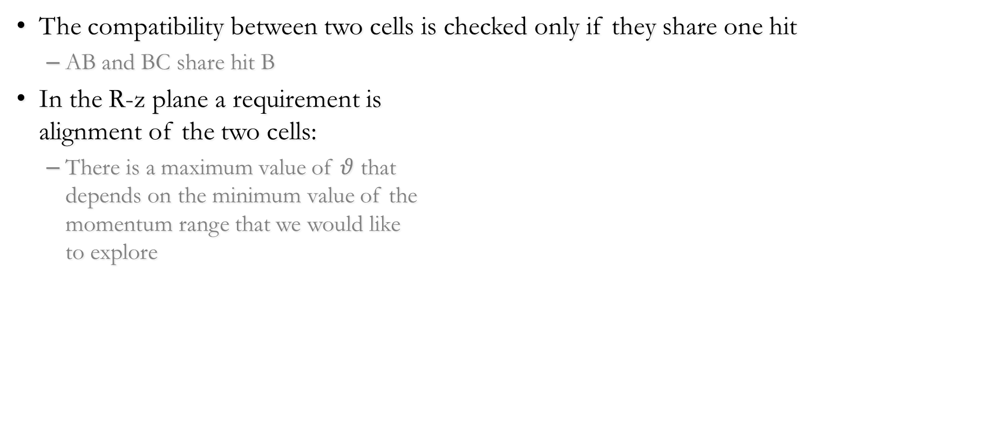 • The compatibility between two cells is checked only if they share one hit
– AB and BC share hit B
• In the R-z plane a requirement is
alignment of the two cells:
– There is a maximum value of ϑ that
depends on the minimum value of the
momentum range that we would like
to explore